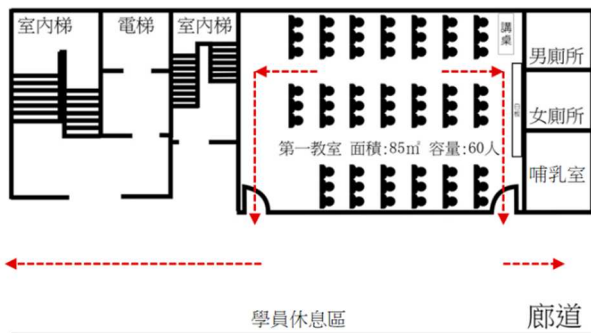 室內梯
電梯
室內梯
講桌
男廁所
女廁所
第一教室 面積:85㎡ 容量:60人
哺乳室
學員休息區
廊道